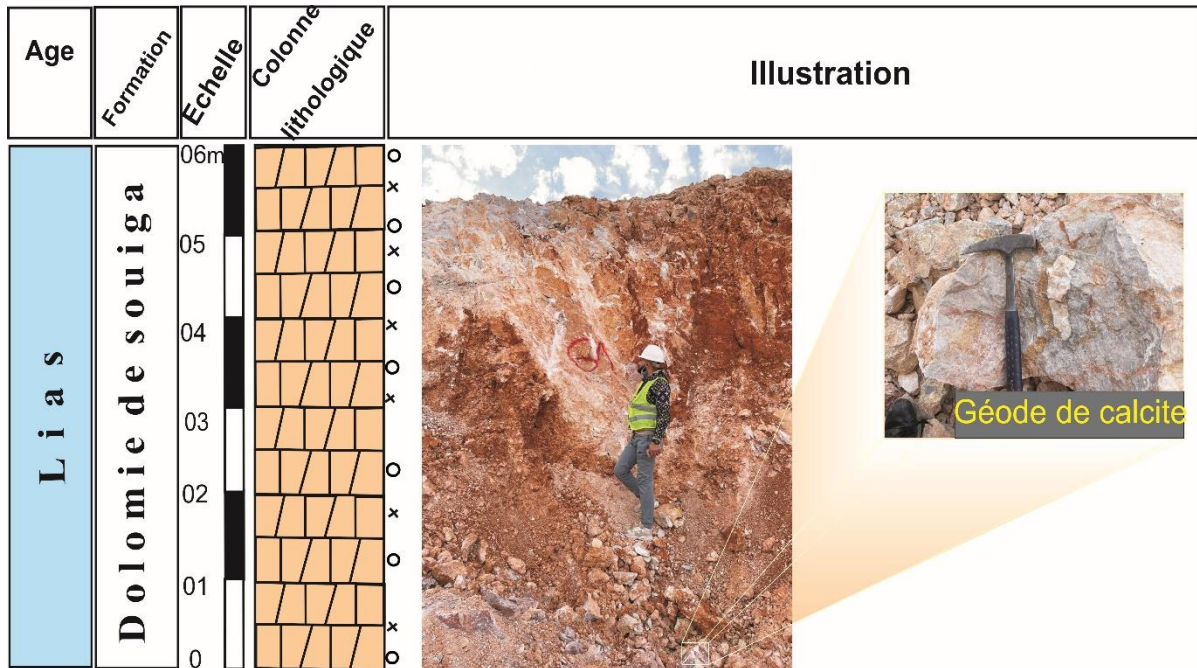 Age
Formation
Echelle
Colonne
lithologique
Illustration
Lias
Dolomie de souiga
06m
05
04
03
02
01
0
C1
Géode de calcite